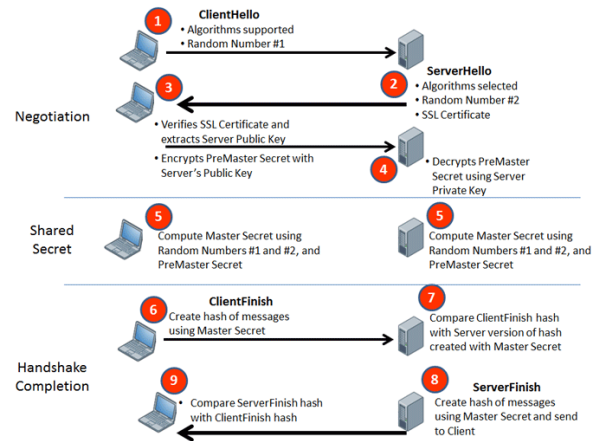 1
ClientHello
• Algorithms supported
• Random Number #1
2
ServerHello
• Algorithms selected
• Random Number #2
• SSL Certificate
Negotiation
3
• Verifies SSL Certificate and
extracts Server Public Key
• Encrypts PreMaster Secret with
Server's Public Key
4
• Decrypts PreMaster
Secret using Server
Private Key
Shared
Secret
5
Compute Master Secret using
Random Numbers #1 and #2, and
PreMaster Secret
5
Compute Master Secret using
Random Numbers #1 and #2, and
PreMaster Secret
Handshake
Completion
6
ClientFinish
Create hash of messages
using Master Secret
7
Compare ClientFinish hash
with Server version of hash
created with Master Secret
8
ServerFinish
Create hash of messages
using Master Secret and send
to Client
9
• Compare ServerFinish hash
with ClientFinish hash